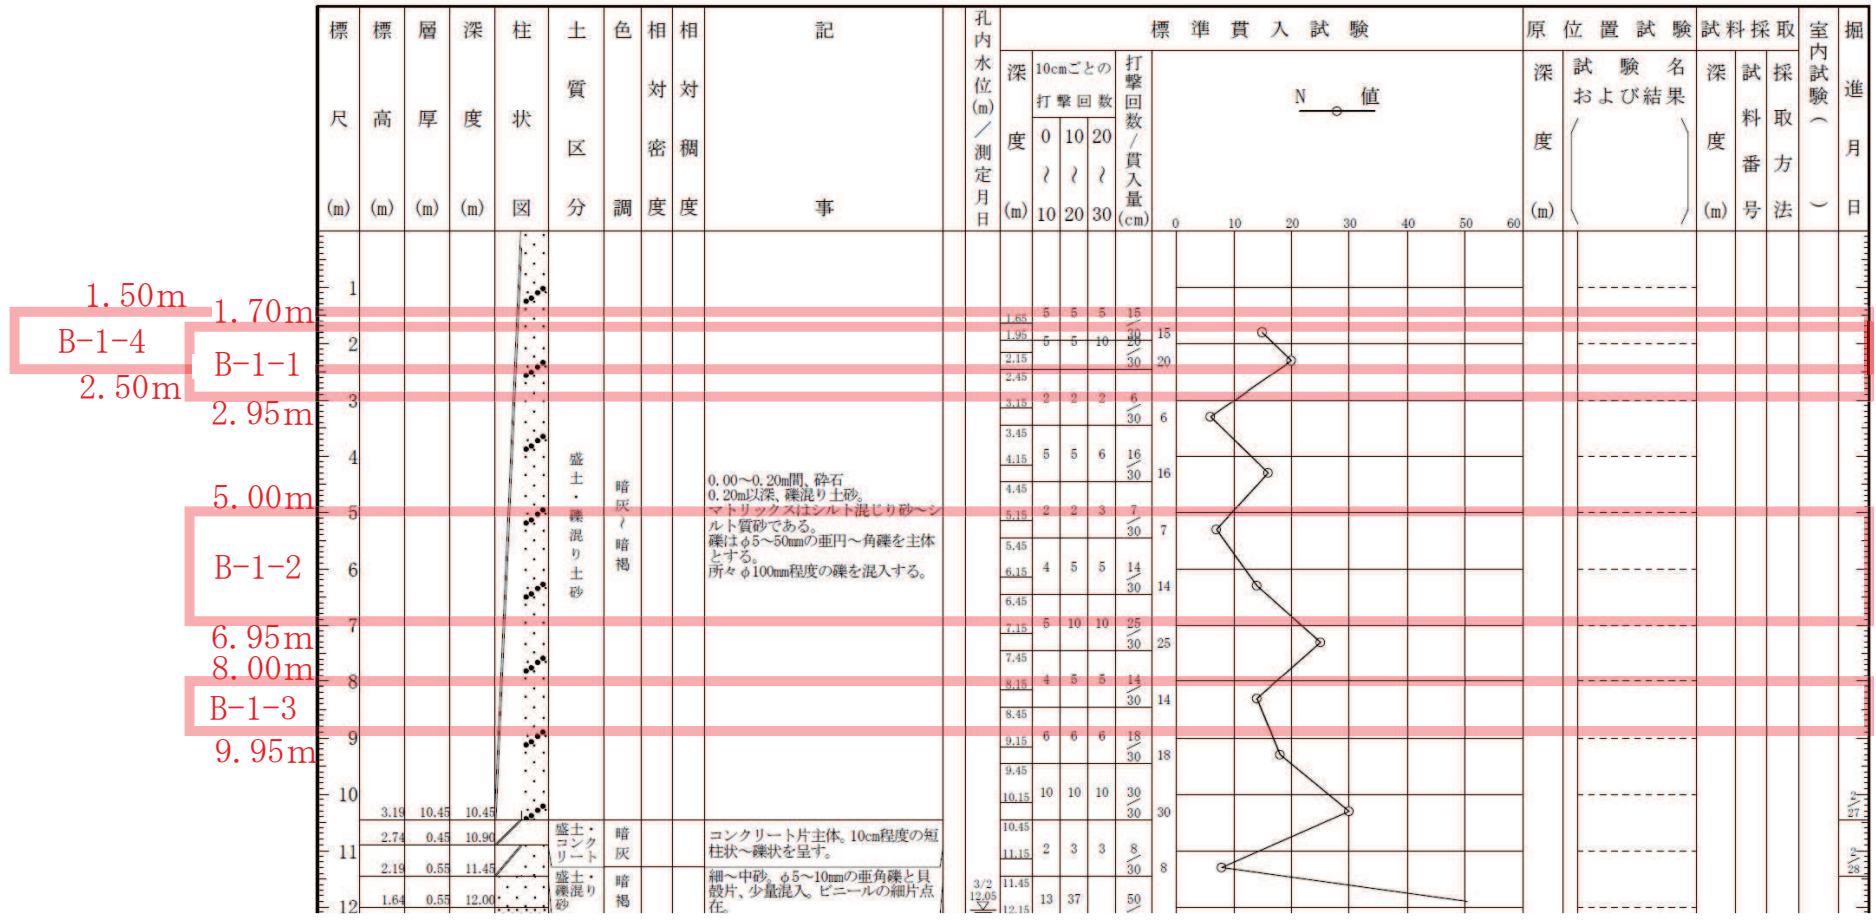 標尺(m)
標高(m)
層厚(m)
深度(m)
柱状図
土質区分
色調
相対密度
相対稠度
記事
孔内水位(m)／測定月日
標準貫入試験
深度(m)
10cmごとの打撃回数
0～10
10～20
20～30
打撃回数/貫入量(cm)
N値
0 10 20 30 40 50 60
原位置試験
深度(m)
試験名および結果
試料採取
深度(m)
試料番号
採取方法
室内試験( )
掘進月日
1.50m
1.70m
B-1-4
B-1-1
2.50m
2.95m
5.00m
B-1-2
6.95m
8.00m
B-1-3
9.95m
1
2
3
4
5
6
7
8
9
10
11
12
盛土・礫混り土砂
暗灰～暗褐
0.00～0.20m間、砕石
0.20m以深、礫混り土砂。
マトリックスはシルト混じり砂～シ
ルト質砂である。
礫はφ5～50mmの亜円～角礫を主体
とする。
所々φ100mm程度の礫を混入する。
3.19 10.45 10.45
2.74 0.45 10.90
盛土・コンクリート
暗灰
コンクリート片主体。10cm程度の短
柱状～礫状を呈す。
2.19 0.55 11.45
1.64 0.55 12.00
盛土・礫混り砂
暗褐
細～中砂。φ5～10mmの亜角礫と貝
殻片、少量混入。ビニールの細片点
在。
3/2
12.05
1.65 5 5 5 15/30 15
1.95
2.15 5 5 10 20/30 20
2.45
3.15 2 2 2 6/30 6
3.45
4.15 5 5 6 16/30 16
4.45
5.15 2 2 3 7/30 7
5.45
6.15 4 5 5 14/30 14
6.45
7.15 5 10 10 25/30 25
7.45
8.15 4 5 5 14/30 14
8.45
9.15 6 6 6 18/30 18
9.45
10.15 10 10 10 30/30 30
10.45
11.15 2 3 3 8/30 8
11.45
12.15 13 37 50
2/27
2/28